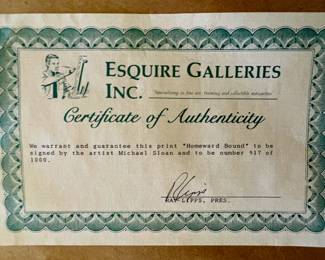 ESQUIRE GALLERIES
INC.
Specializing in fine art, framing and collectible
Certificate of Authenticity
We warrant and guarantee this print "Homeward Bound" to be
signed by the artist Michael Sloan and to be number 917 of
1000.
RAY LIPPS, PRES.